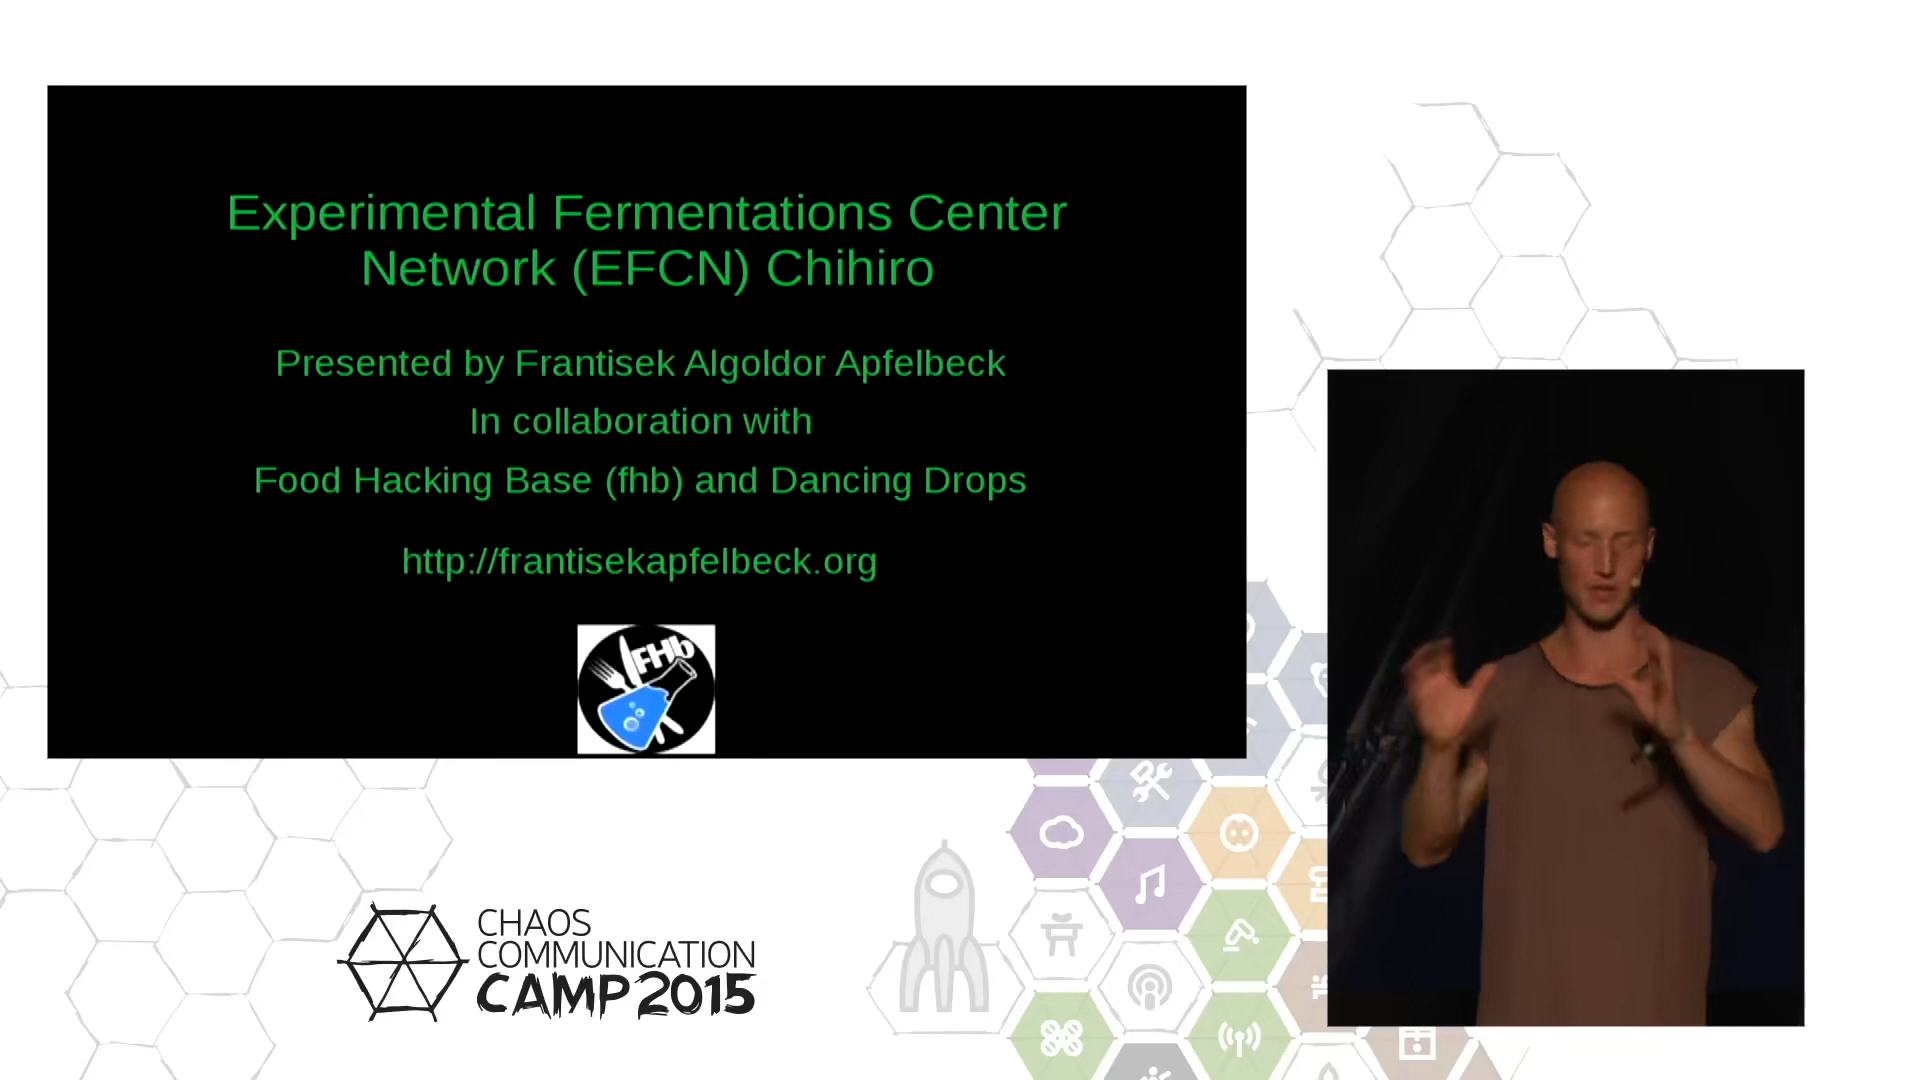 Experimental Fermentations Center
Network (EFCN) Chihiro
Presented by Frantisek Algoldor Apfelbeck
In collaboration with
Food Hacking Base (fhb) and Dancing Drops
http://frantisekapfelbeck.org
FHb
CHAOS
COMMUNICATION
CAMP 2015